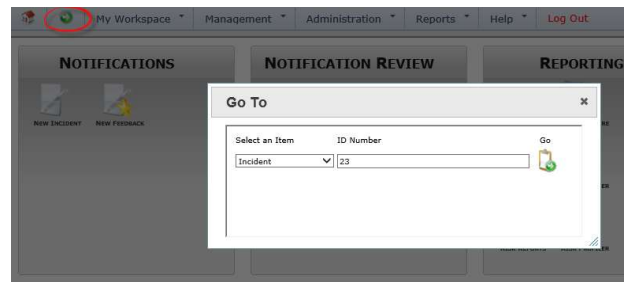 My Workspace Management Administration Reports Help Log Out
NOTIFICATIONS NOTIFICATION REVIEW REPORTING
NEW INCIDENT NEW FEEDBACK
Go To
Select an Item ID Number Go
Incident 23